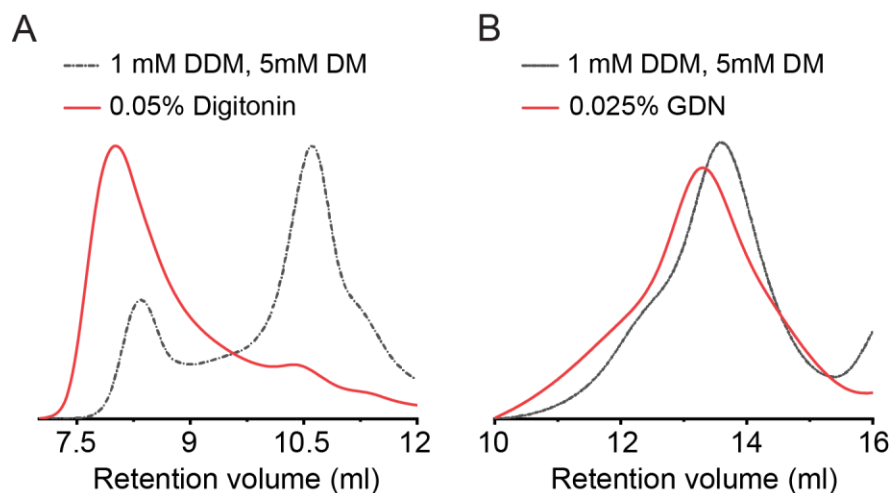 A
1 mM DDM, 5mM DM
0.05% Digitonin
7.5 9 10.5 12
Retention volume (ml)
B
1 mM DDM, 5mM DM
0.025% GDN
10 12 14 16
Retention volume (ml)